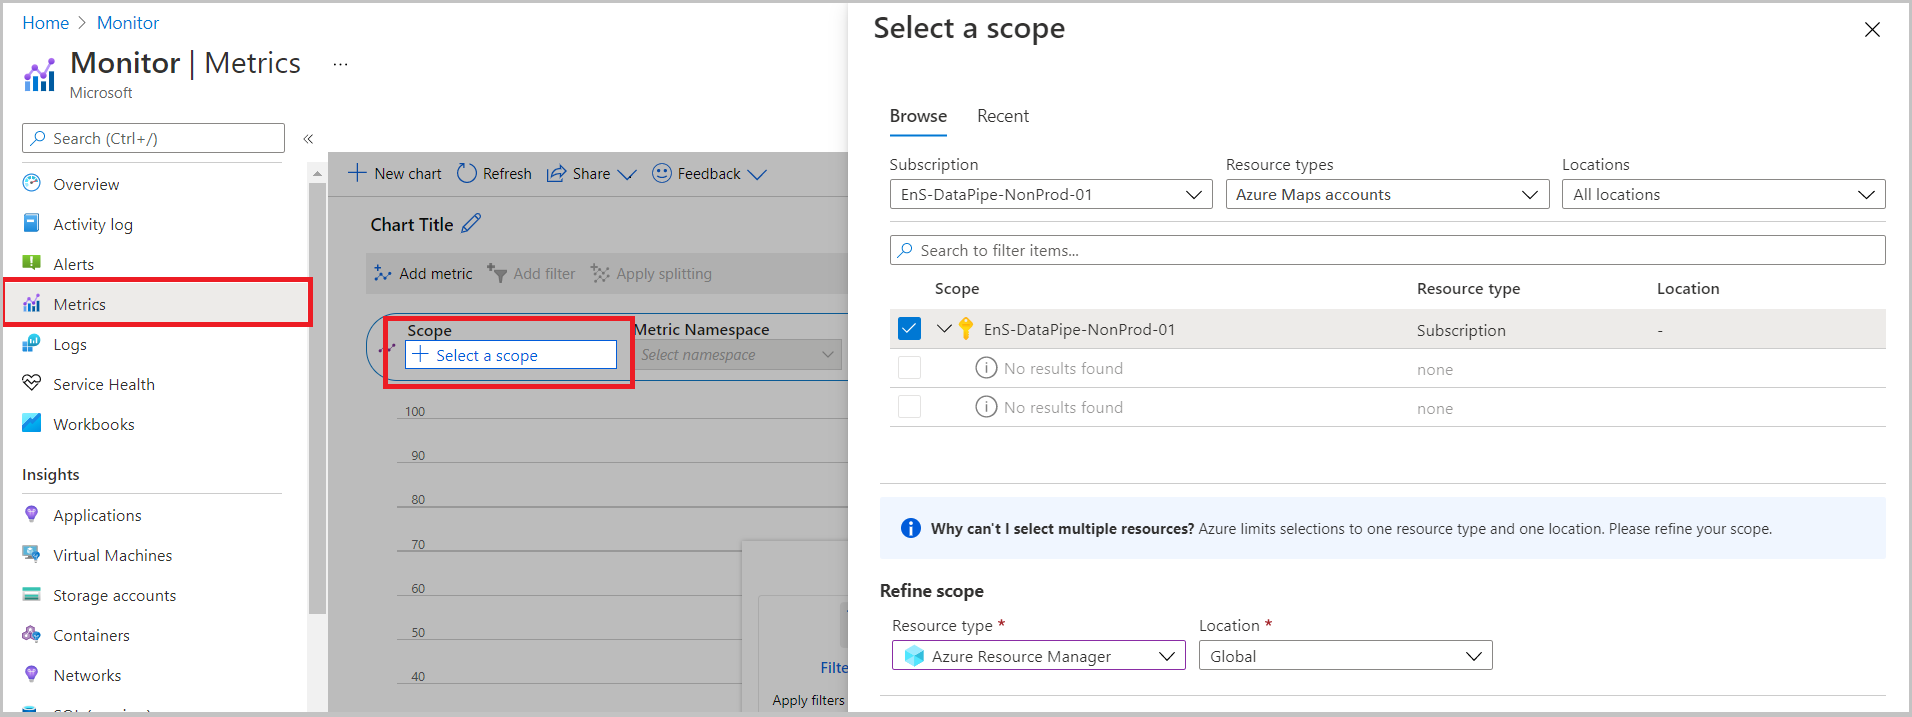 Home > Monitor
Monitor | Metrics ...
Microsoft
Search (Ctrl+/)
«
Overview
Activity log
Alerts
Metrics
Logs
Service Health
Workbooks
Insights
Applications
Virtual Machines
Storage accounts
Containers
Networks
New chart Refresh Share Feedback
Chart Title
Add metric Add filter Apply splitting
Scope Metric Namespace
Select a scope Select namespace
100
90
80
70
60
50
40
Filte
Apply filters
Select a scope
Browse Recent
Subscription Resource types Locations
EnS-DataPipe-NonProd-01 Azure Maps accounts All locations
Search to filter items...
Scope Resource type Location
EnS-DataPipe-NonProd-01 Subscription -
No results found none
No results found none
Why can't I select multiple resources? Azure limits selections to one resource type and one location. Please refine your scope.
Refine scope
Resource type * Location *
Azure Resource Manager Global